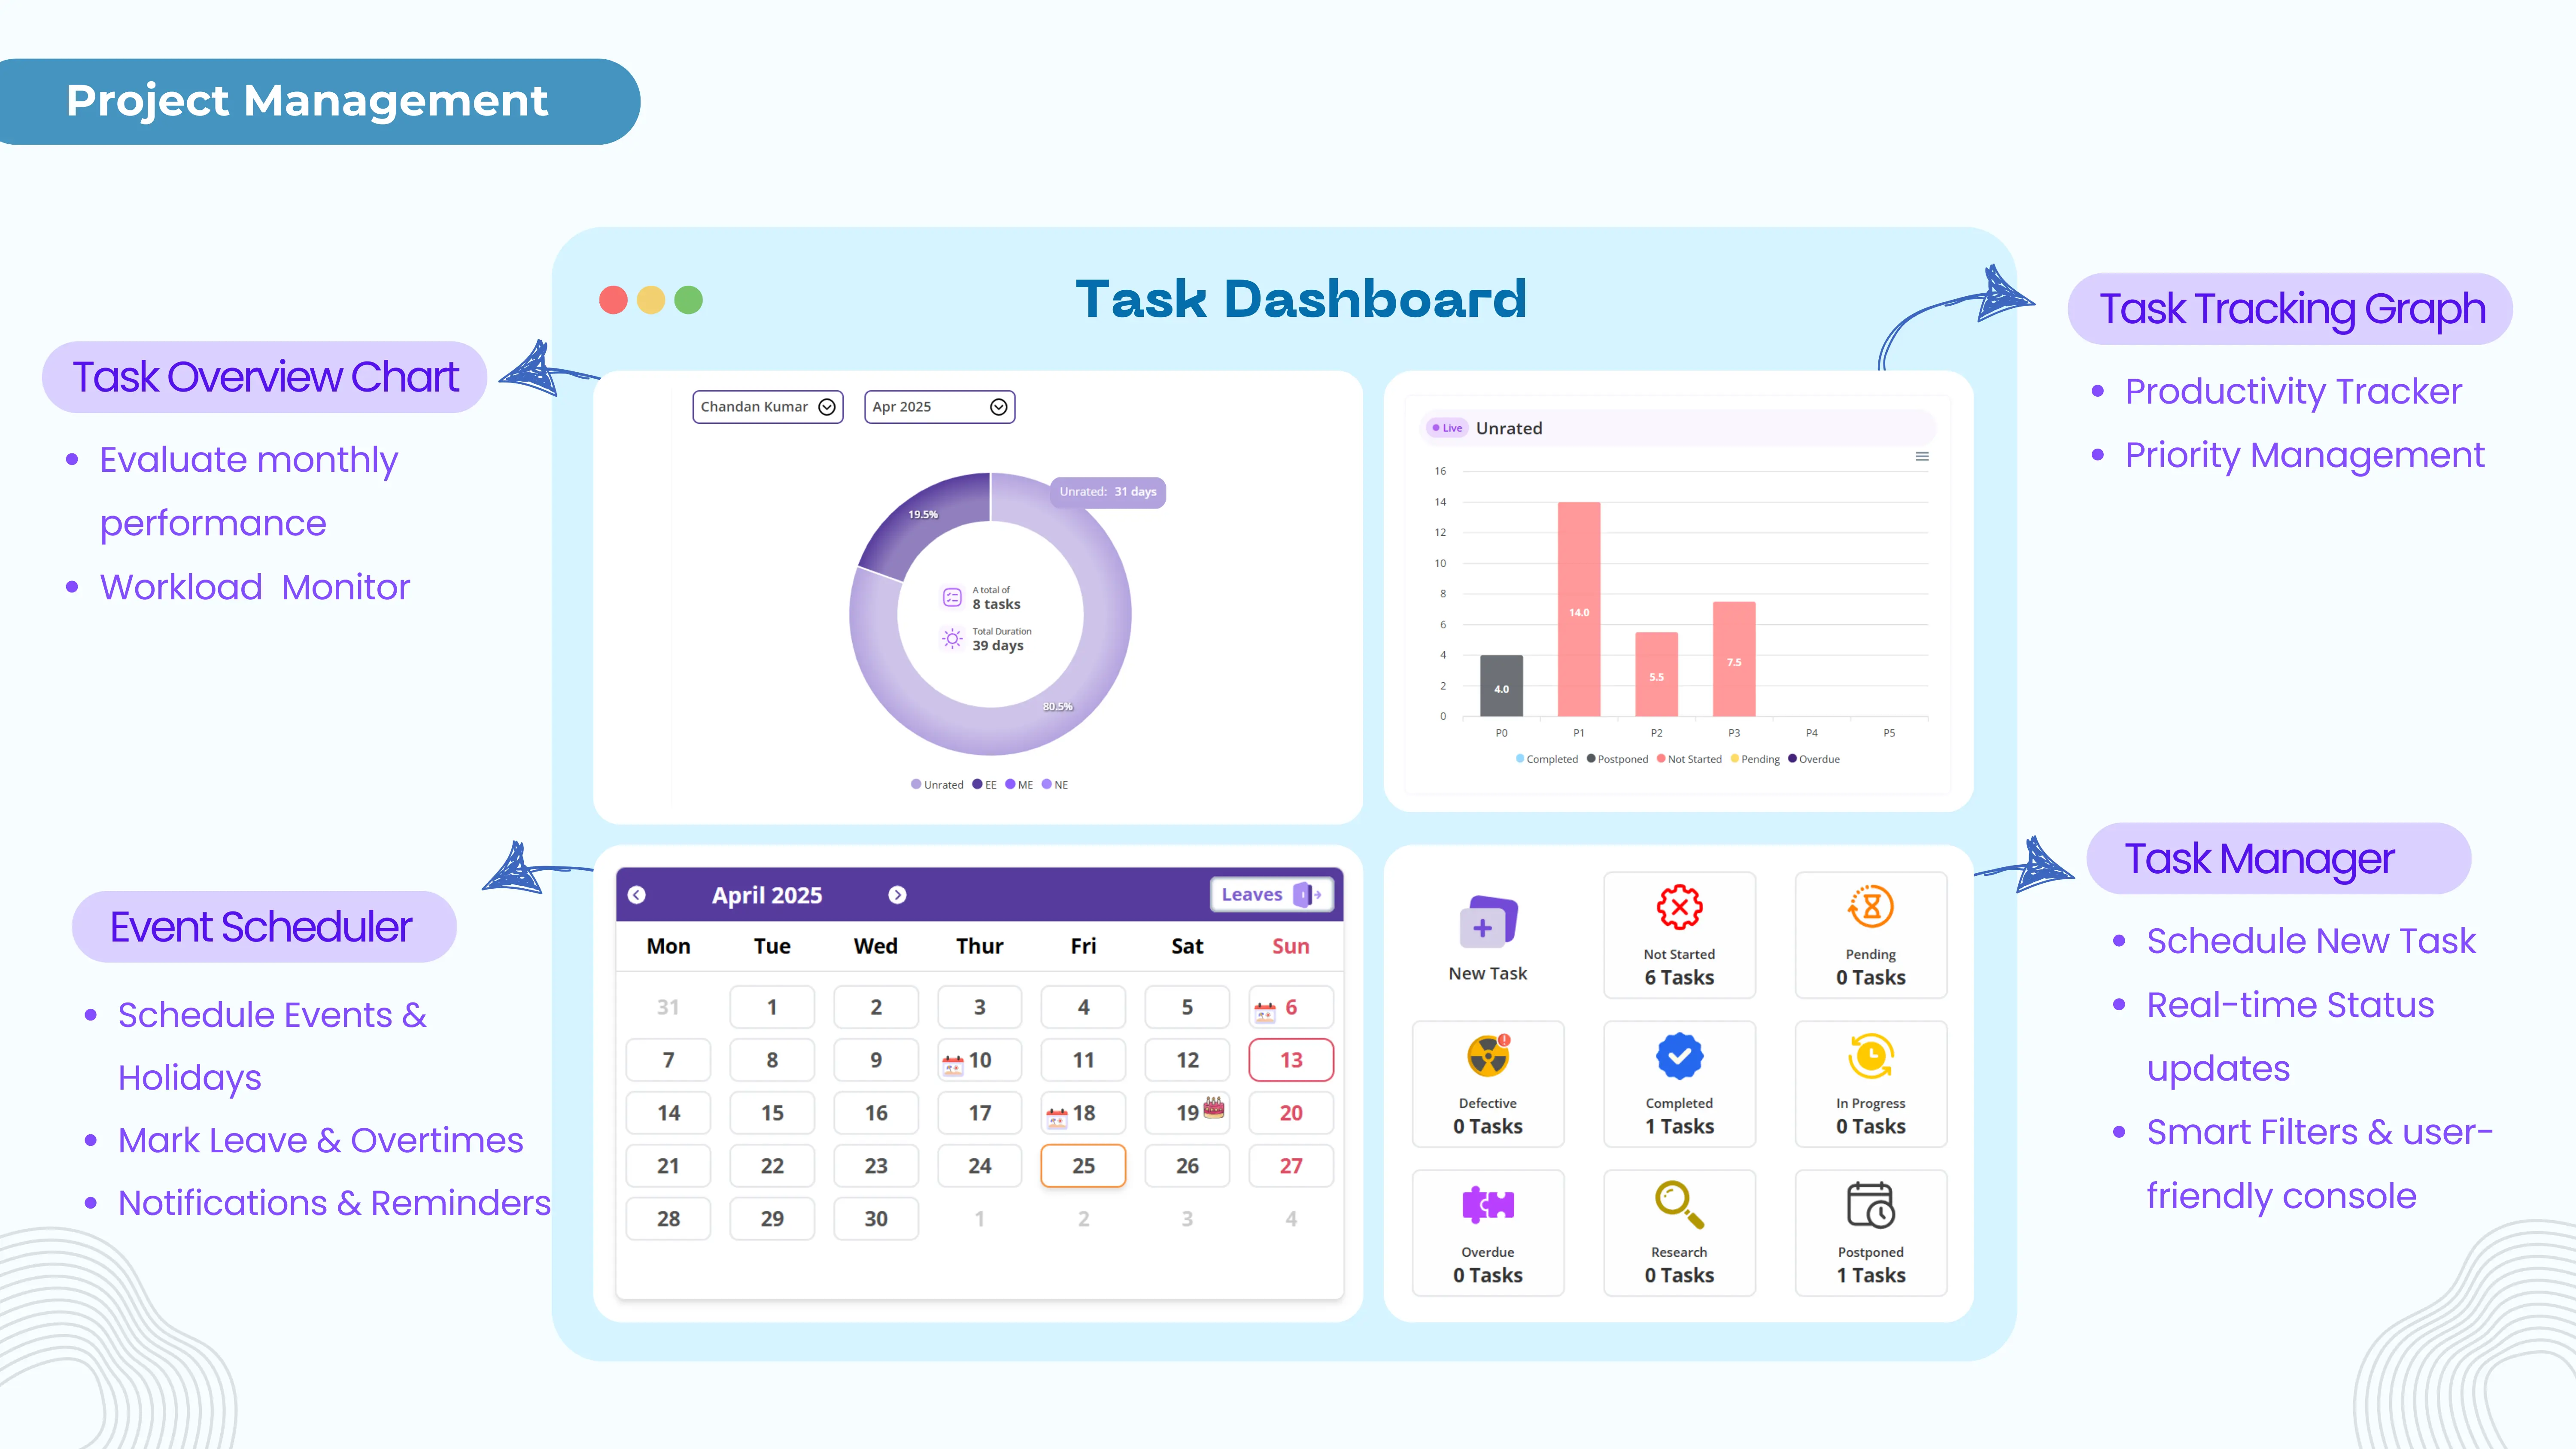 Project Management
Task Dashboard
Task Overview Chart
Evaluate monthly
performance
Workload  Monitor
Chandan Kumar
Apr 2025
Unrated: 31 days
19.5%
A total of
8 tasks
Total Duration
39 days
80.5%
Unrated EE ME NE
Task Tracking Graph
Productivity Tracker
Priority Management
Live Unrated
16
14
12
10
8
6
4
2
0
4.0
14.0
5.5
7.5
P0 P1 P2 P3 P4 P5
Completed Postponed Not Started Pending Overdue
Event Scheduler
Schedule Events &
Holidays
Mark Leave & Overtimes
Notifications & Reminders
April 2025
Leaves
Mon Tue Wed Thur Fri Sat Sun
31 1 2 3 4 5 6
7 8 9 10 11 12 13
14 15 16 17 18 19 20
21 22 23 24 25 26 27
28 29 30 1 2 3 4
New Task
Not Started
6 Tasks
Pending
0 Tasks
Defective
0 Tasks
Completed
1 Tasks
In Progress
0 Tasks
Overdue
0 Tasks
Research
0 Tasks
Postponed
1 Tasks
Task Manager
Schedule New Task
Real-time Status
updates
Smart Filters & user-
friendly console